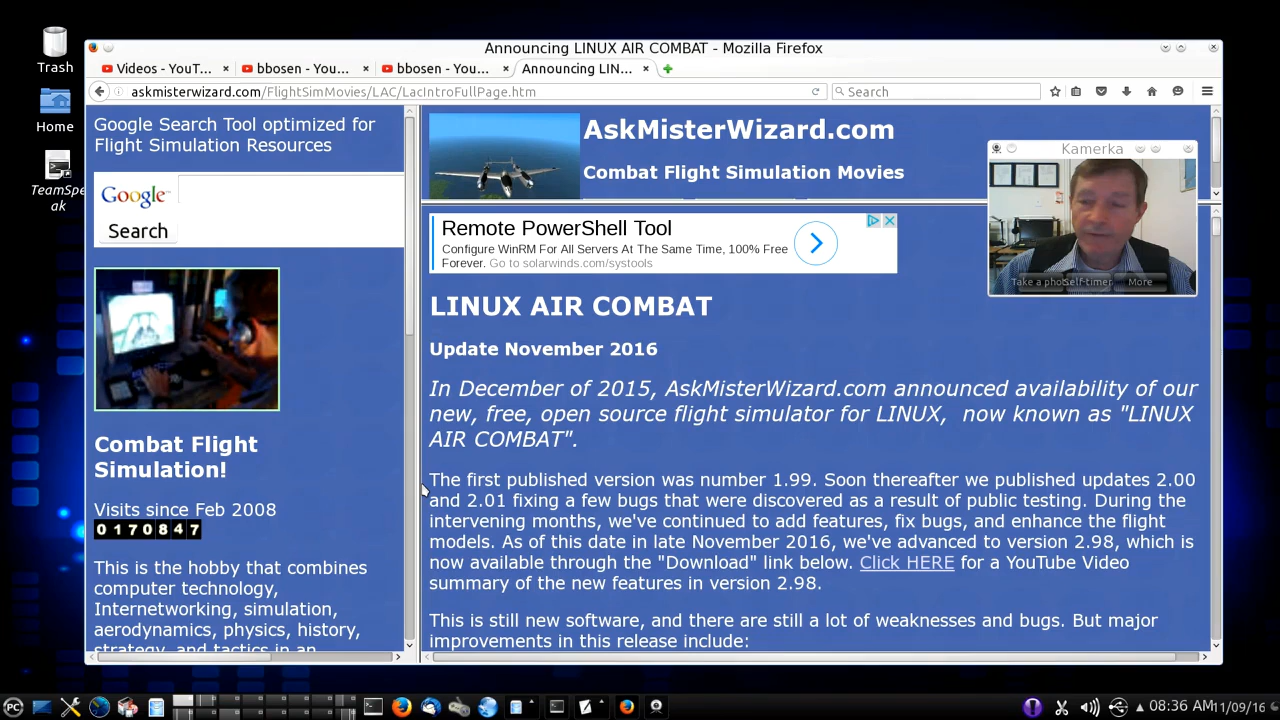 Trash
Home
TeamSpe
ak
Announcing LINUX AIR COMBAT - Mozilla Firefox
Videos - YouT... × bbosen - You... × bbosen - You... × Announcing LIN... ×
askmisterwizard.com/FlightSimMovies/LAC/LacIntroFullPage.htm
Search
Google Search Tool optimized for
Flight Simulation Resources
Google
Search
Combat Flight
Simulation!
Visits since Feb 2008
0170847
This is the hobby that combines
computer technology,
Internetworking, simulation,
aerodynamics, physics, history,
strategy, and tactics in an
AskMisterWizard.com
Combat Flight Simulation Movies
Kamerka
Take a photo Self-timer More
Remote PowerShell Tool
Configure WinRM For All Servers At The Same Time, 100% Free
Forever. Go to solarwinds.com/systools
LINUX AIR COMBAT
Update November 2016
In December of 2015, AskMisterWizard.com announced availability of our
new, free, open source flight simulator for LINUX, now known as "LINUX
AIR COMBAT".
The first published version was number 1.99. Soon thereafter we published updates 2.00
and 2.01 fixing a few bugs that were discovered as a result of public testing. During the
intervening months, we've continued to add features, fix bugs, and enhance the flight
models. As of this date in late November 2016, we've advanced to version 2.98, which is
now available through the "Download" link below. Click HERE for a YouTube Video
summary of the new features in version 2.98.
This is still new software, and there are still a lot of weaknesses and bugs. But major
improvements in this release include:
PC
08:36 AM 11/09/16